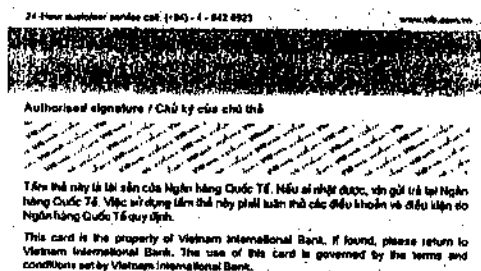 24-Hour customer service call: (+84) - 4 - 942 6923 www.vib.com.vn
Authorised signature / Chữ ký của chủ thẻ
Tấm thẻ này là tài sản của Ngân hàng Quốc Tế. Nếu ai nhặt được, xin gửi trả lại Ngân
hàng Quốc Tế. Việc sử dụng tấm thẻ này phải tuân thủ các điều khoản và điều kiện do
Ngân hàng Quốc Tế quy định.
This card is the property of Vietnam International Bank. If found, please return to
Vietnam International Bank. The use of this card is governed by the terms and
conditions set by Vietnam International Bank.